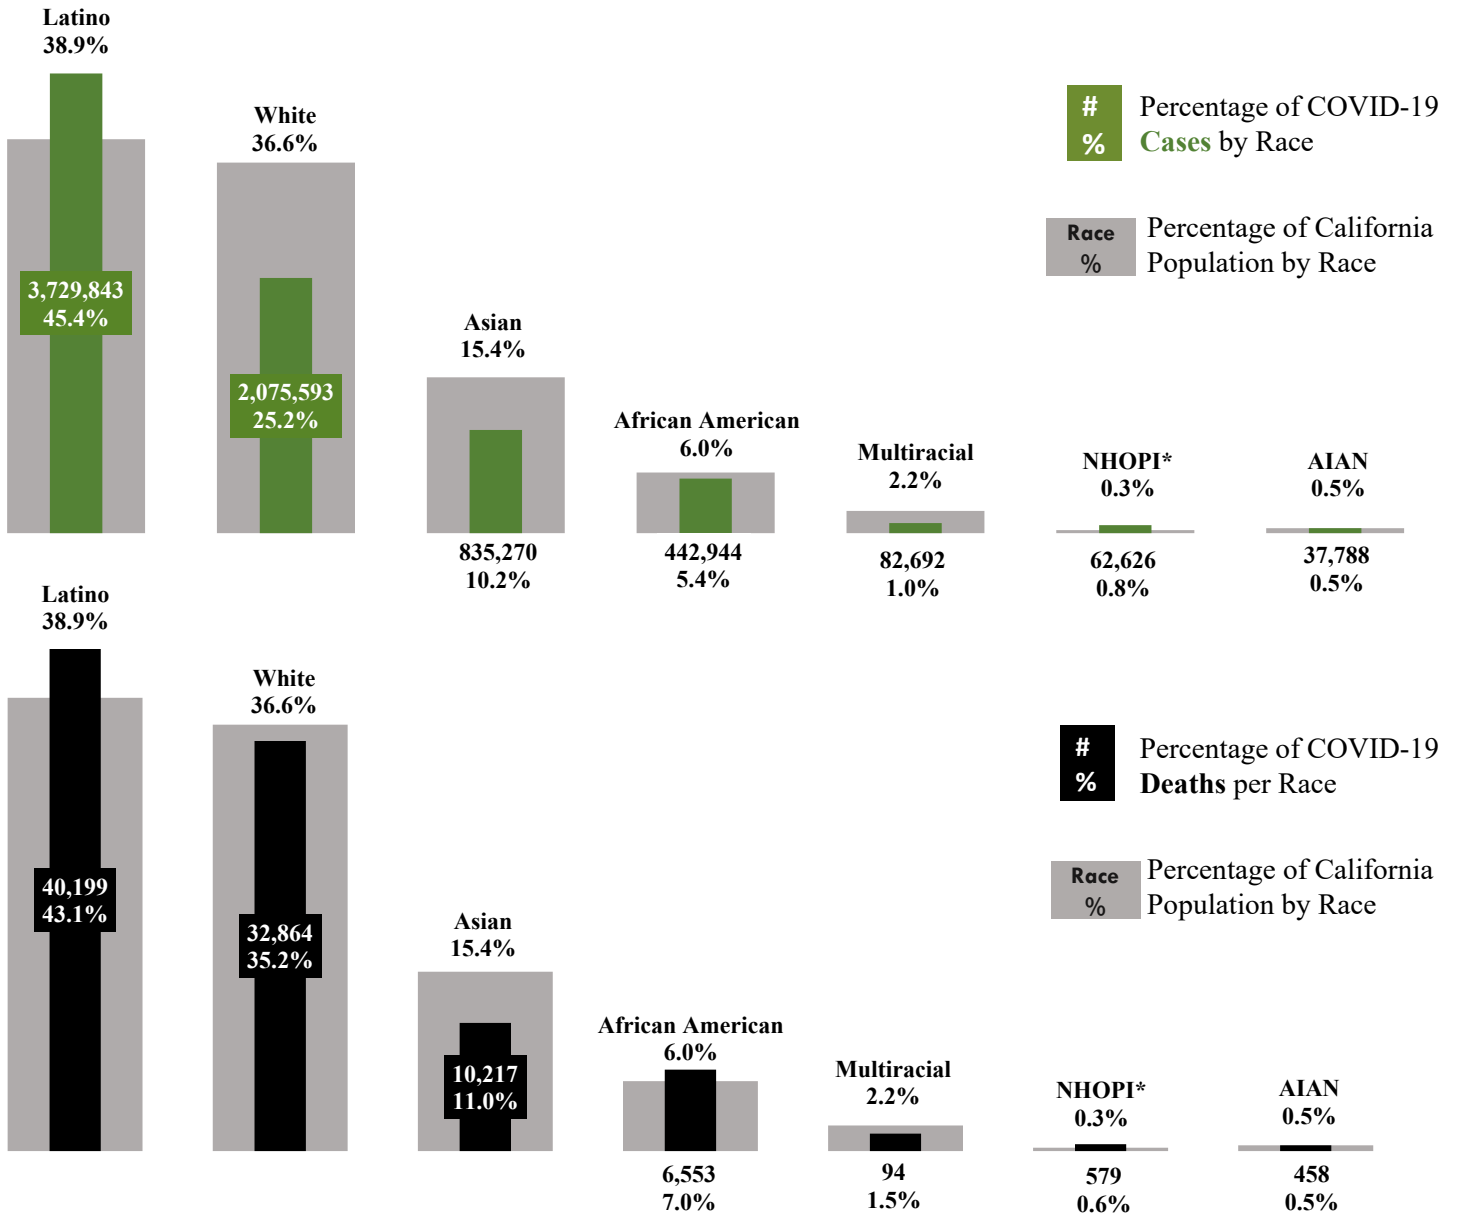 Latino
38.9%
3,729,843
45.4%
White
36.6%
2,075,593
25.2%
Asian
15.4%
835,270
10.2%
African American
6.0%
442,944
5.4%
Multiracial
2.2%
82,692
1.0%
NHOPI*
0.3%
62,626
0.8%
AIAN
0.5%
37,788
0.5%
#
%
Percentage of COVID-19
Cases by Race
Race
%
Percentage of California
Population by Race
Latino
38.9%
40,199
43.1%
White
36.6%
32,864
35.2%
Asian
15.4%
10,217
11.0%
African American
6.0%
6,553
7.0%
Multiracial
2.2%
94
1.5%
NHOPI*
0.3%
579
0.6%
AIAN
0.5%
458
0.5%
#
%
Percentage of COVID-19
Deaths per Race
Race
%
Percentage of California
Population by Race